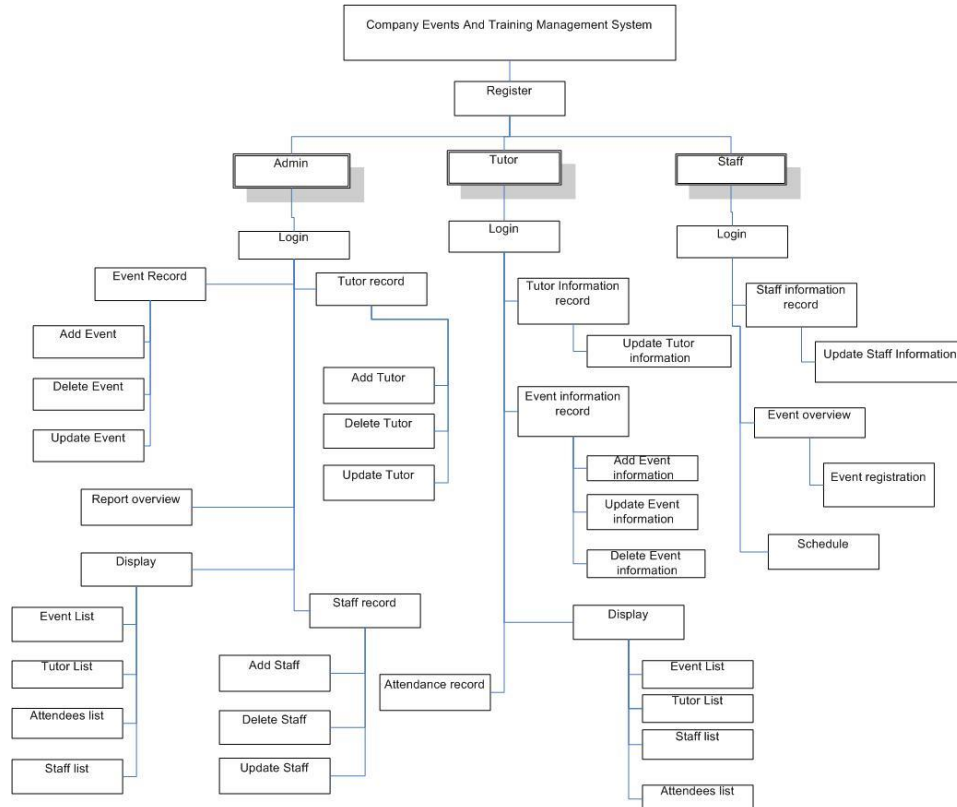 Company Events And Training Management System
Register
Admin
Tutor
Staff
Login
Login
Login
Event Record
Add Event
Delete Event
Update Event
Tutor record
Add Tutor
Delete Tutor
Update Tutor
Report overview
Display
Event List
Tutor List
Attendees list
Staff list
Staff record
Add Staff
Delete Staff
Update Staff
Tutor Information
record
Update Tutor
information
Event information
record
Add Event
information
Update Event
information
Delete Event
information
Attendance record
Display
Event List
Tutor List
Staff list
Attendees list
Staff information
record
Update Staff Information
Event overview
Event registration
Schedule